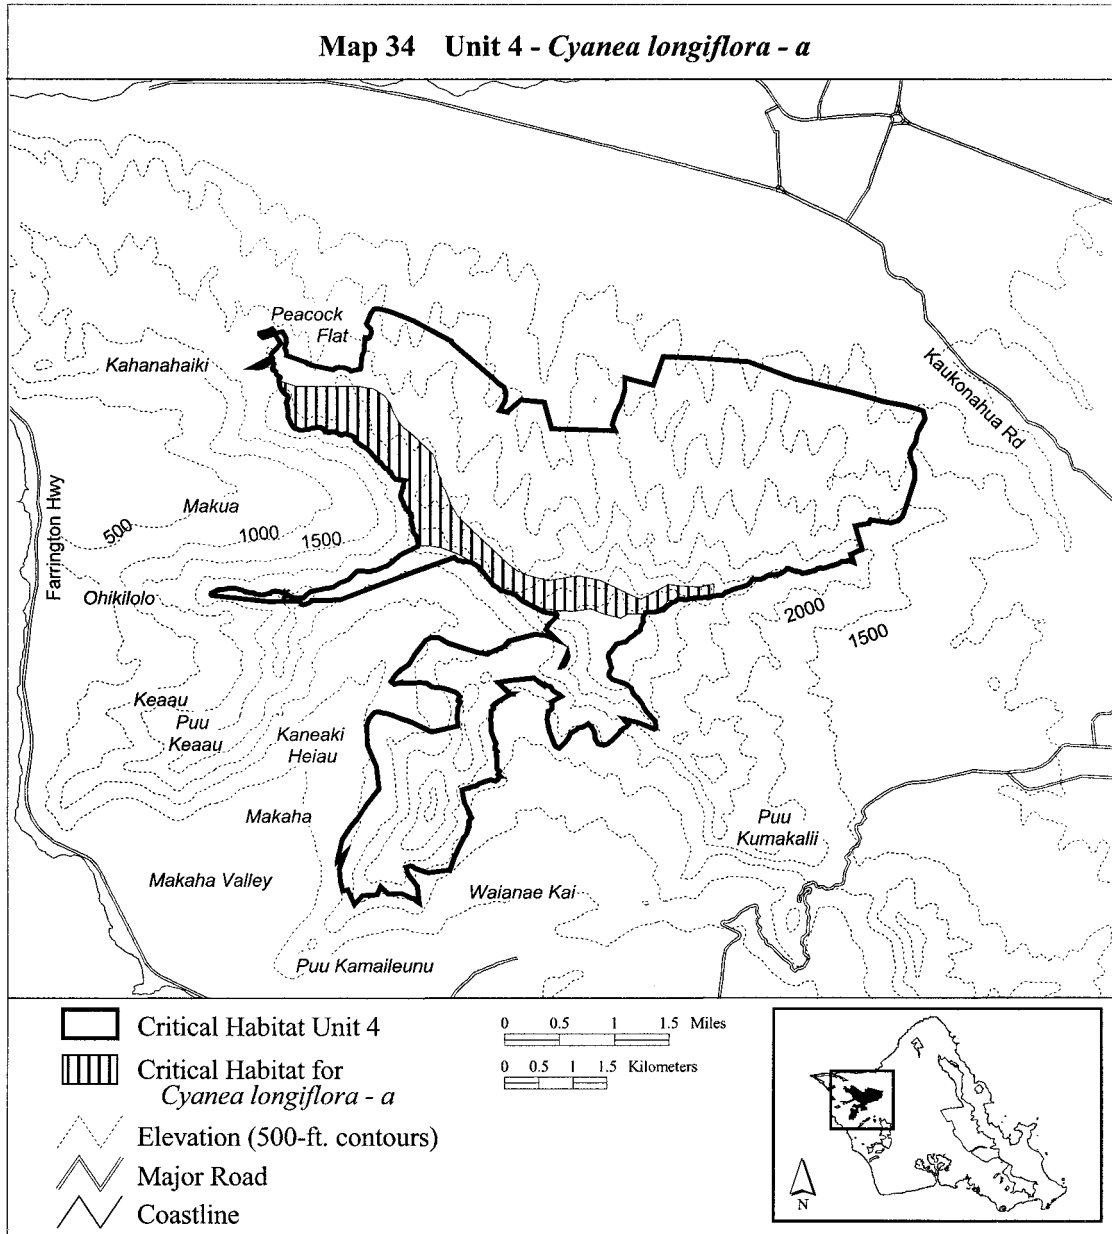 Map 34 Unit 4 - Cyanea longiflora - a
Peacock
Flat
Kahanahaiki
Kaukonahua Rd
Farrington Hwy
Makua
500
1000
1500
Ohikilolo
2000
1500
Keaau
Puu
Keaau
Kaneaki
Heiau
Makaha
Puu
Kumakalii
Makaha Valley
Waianae Kai
Puu Kamaileunu
Critical Habitat Unit 4
Critical Habitat for
Cyanea longiflora - a
Elevation (500-ft. contours)
Major Road
Coastline
0 0.5 1 1.5 Miles
0 0.5 1 1.5 Kilometers
N